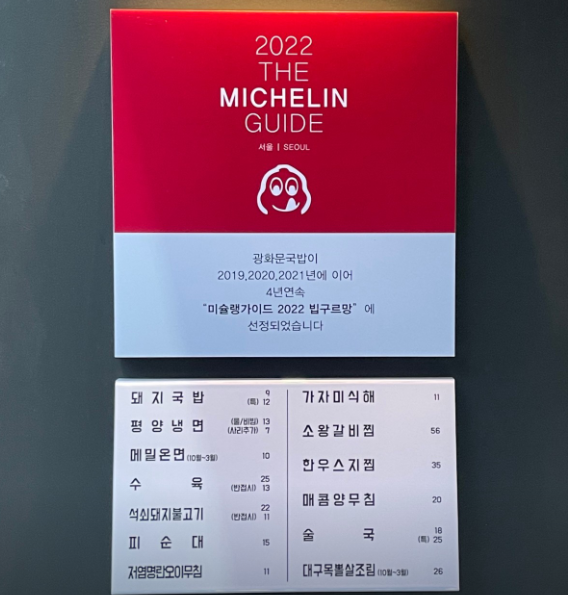 2022
THE
MICHELIN
GUIDE
서울 | SEOUL
광화문국밥이
2019,2020,2021년에 이어
4년연속
“미슐랭가이드 2022 빕구르망” 에
선정되었습니다
돼지국밥 9
(특) 12
평양냉면 (물/비빔) 13
(사리추가) 7
메밀온면 (10월~3월) 10
수 육 25
(반접시) 13
석쇠돼지불고기 22
(반접시) 11
피순대 15
저염명란오이무침 11
가자미식해 11
소왕갈비찜 56
한우스지찜 35
매콤양무침 20
술 국 18
(특) 25
대구목뽈살조림 (10월~3월) 26